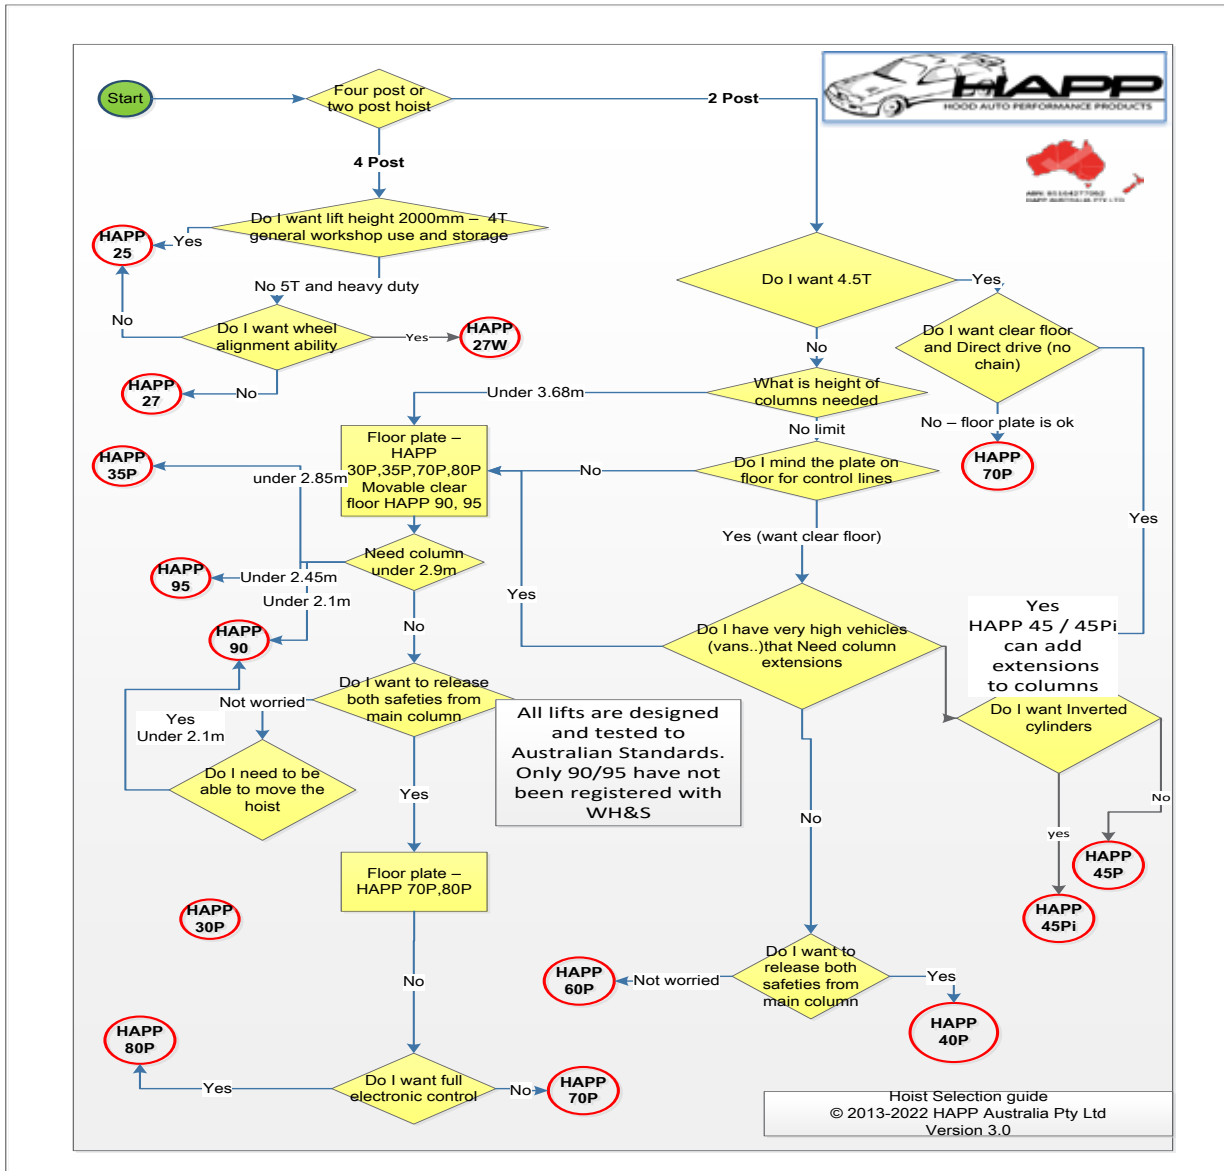 HAPP
HOOD AUTO PERFORMANCE PRODUCTS
HAPP AUSTRALIA PTY LTD
Start
Four post or
two post hoist
2 Post
4 Post
Do I want lift height 2000mm – 4T
general workshop use and storage
Yes
HAPP
25
No 5T and heavy duty
No
Do I want wheel
alignment ability
Yes
HAPP
27W
No
HAPP
27
Do I want 4.5T
Yes,
Do I want clear floor
and Direct drive (no
chain)
No
What is height of
columns needed
Under 3.68m
No limit
No – floor plate is ok
HAPP
70P
Yes
Floor plate –
HAPP
30P,35P,70P,80P
Movable clear
floor HAPP 90, 95
No
Do I mind the plate on
floor for control lines
HAPP
35P
under 2.85m
Yes (want clear floor)
Need column
under 2.9m
HAPP
95
Under 2.45m
Under 2.1m
Yes
HAPP
90
No
Do I have very high vehicles
(vans..)that Need column
extensions
Yes
HAPP 45 / 45Pi
can add
extensions
to columns
Do I want to release
both safeties from
main column
Not worried
Yes
Under 2.1m
Do I need to be
able to move the
hoist
All lifts are designed
and tested to
Australian Standards.
Only 90/95 have not
been registered with
WH&S
Do I want Inverted
cylinders
Yes
No
No
yes
HAPP
45P
Floor plate –
HAPP 70P,80P
HAPP
30P
HAPP
45Pi
No
Do I want to
release both
safeties from
main column
HAPP
60P
Not worried
Yes
HAPP
40P
HAPP
80P
Yes
Do I want full
electronic control
No
HAPP
70P
Hoist Selection guide
© 2013-2022 HAPP Australia Pty Ltd
Version 3.0